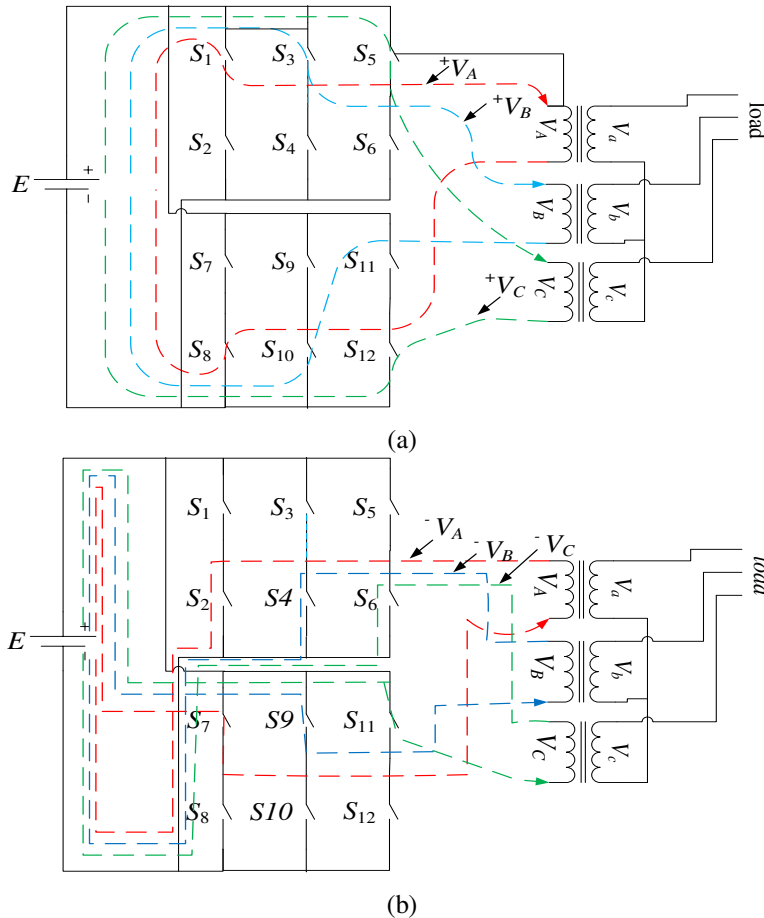 S1 S3 S5
+VA
+VB
VA Va
load
S2 S4 S6
E + −
VB Vb
S7 S9 S11
+VC
VC Vc
S8 S10 S12
(a)
S1 S3 S5
- VA - VB - VC
VA Va
load
S2 S4 S6
E + -
VB Vb
S7 S9 S11
VC Vc
S8 S10 S12
(b)